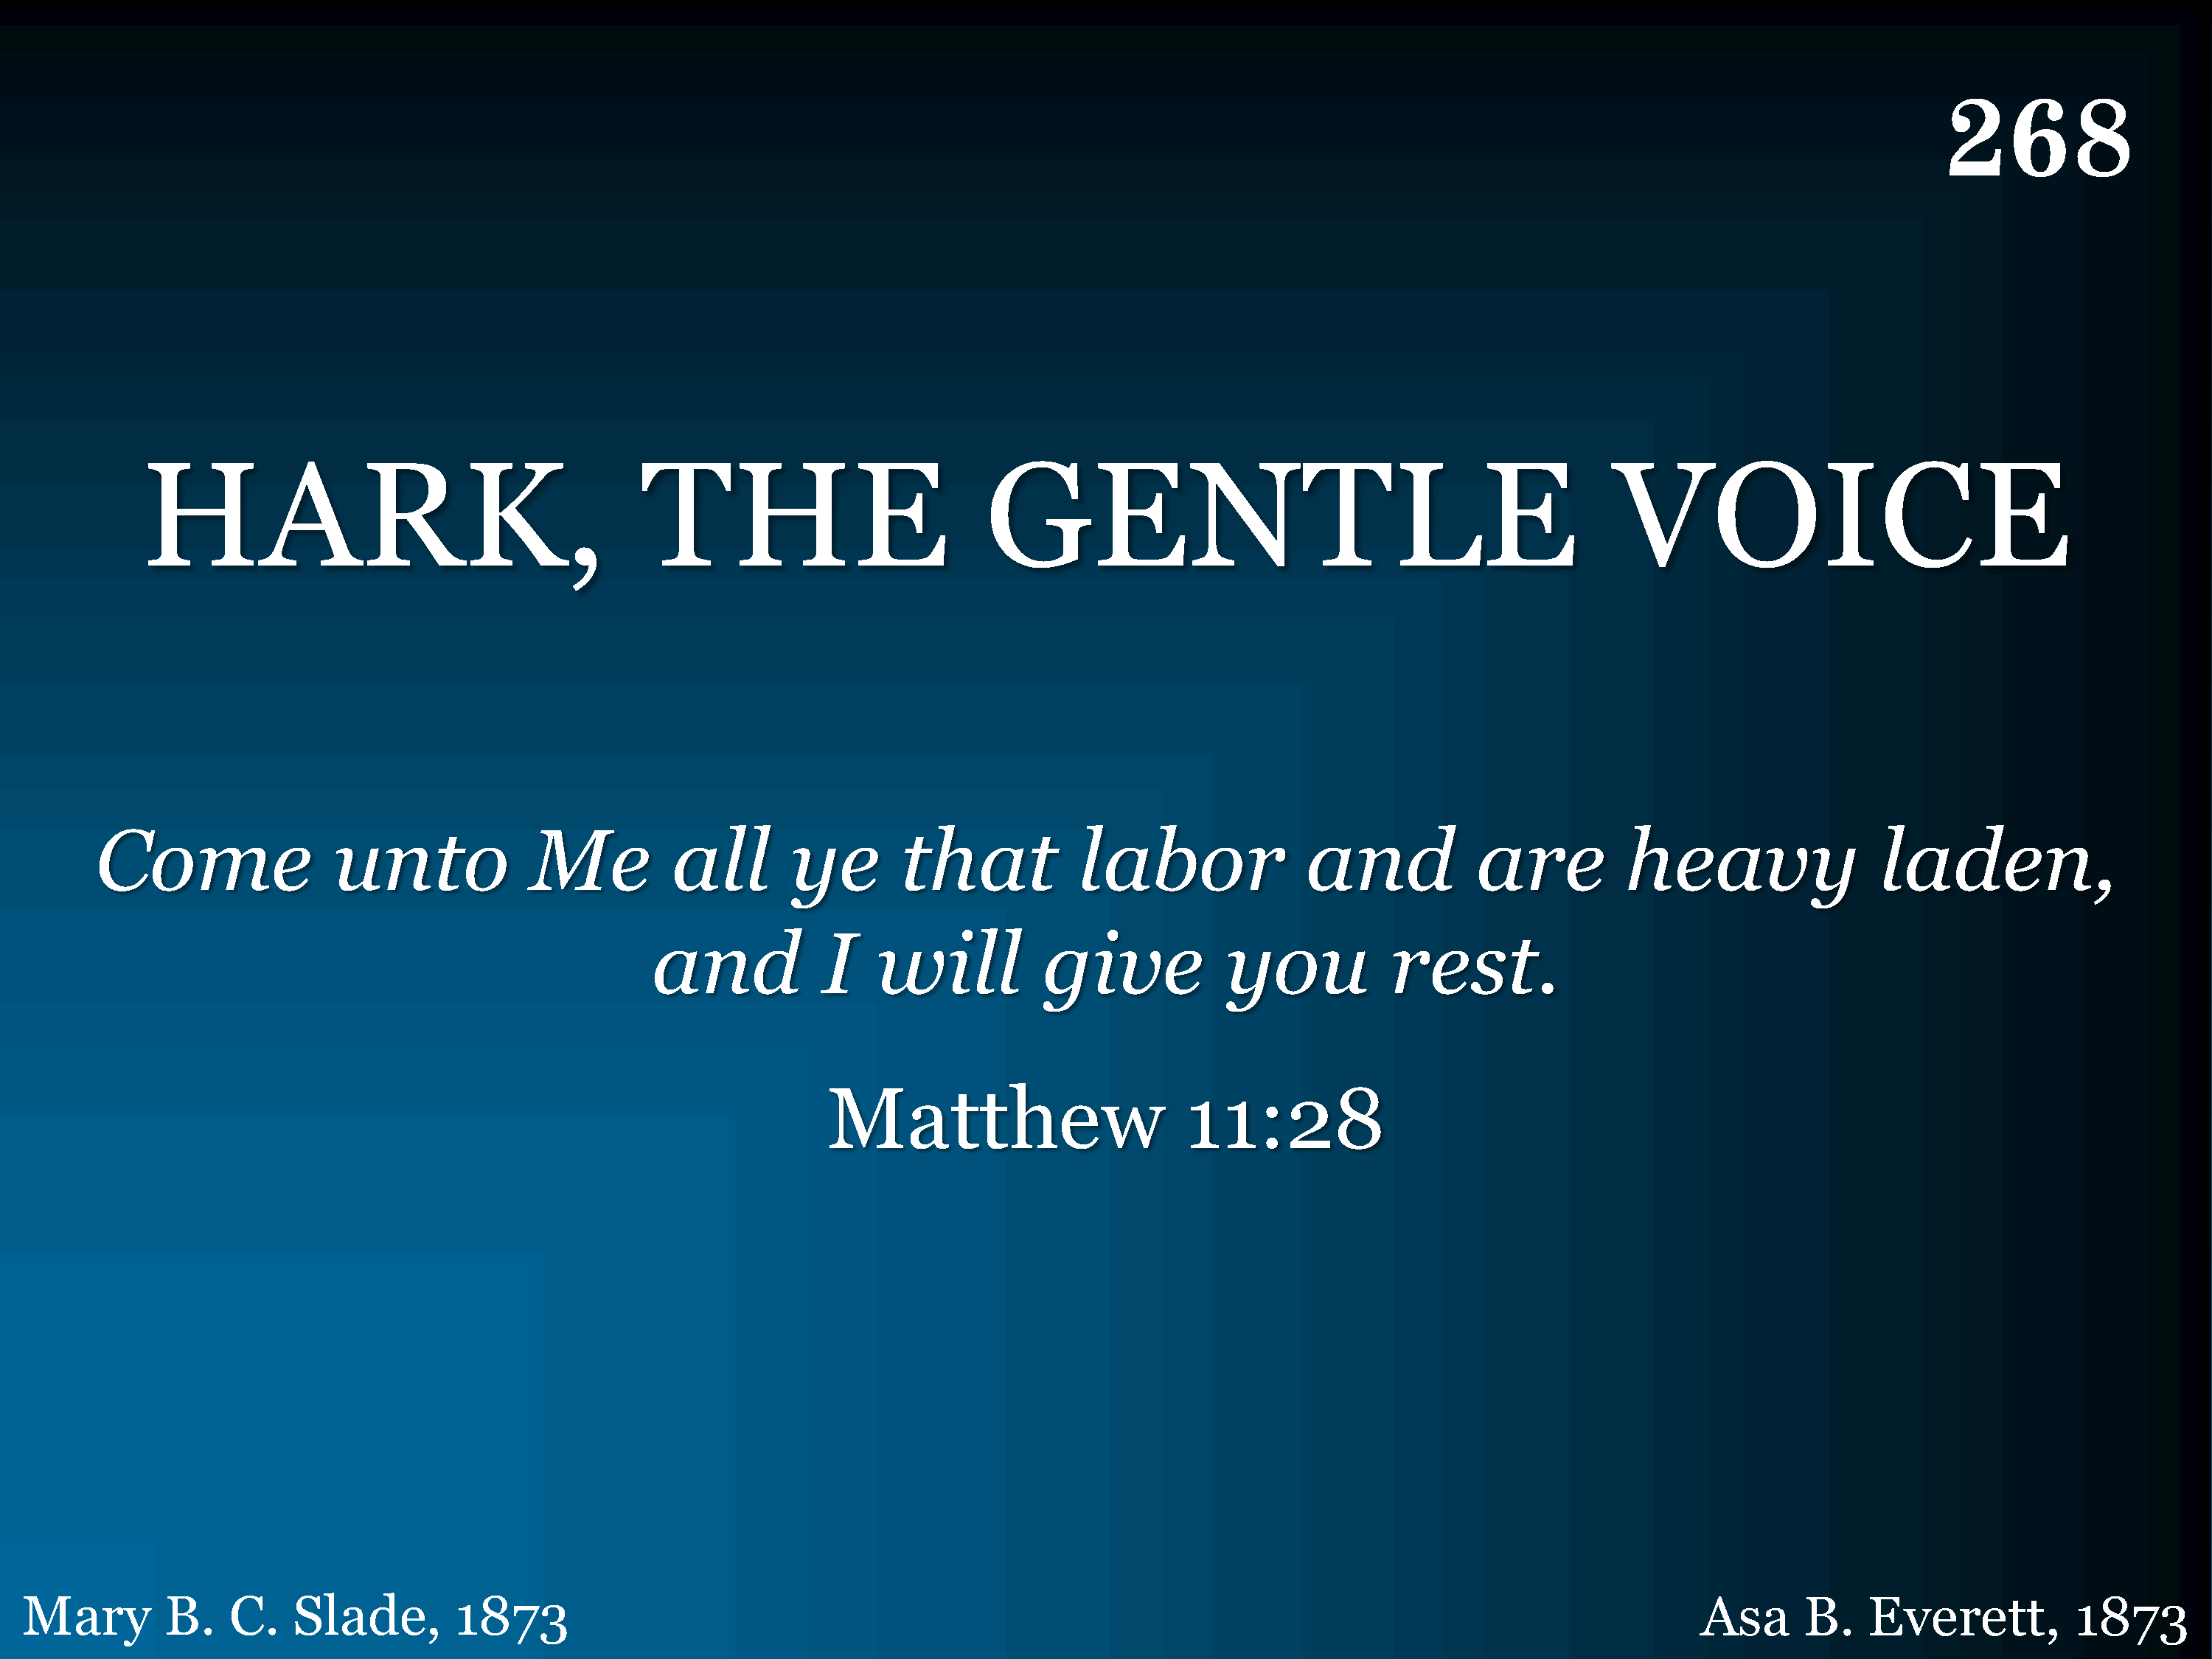 268
HARK, THE GENTLE VOICE
Come unto Me all ye that labor and are heavy laden,
and I will give you rest.
Matthew 11:28
Mary B. C. Slade, 1873
Asa B. Everett, 1873